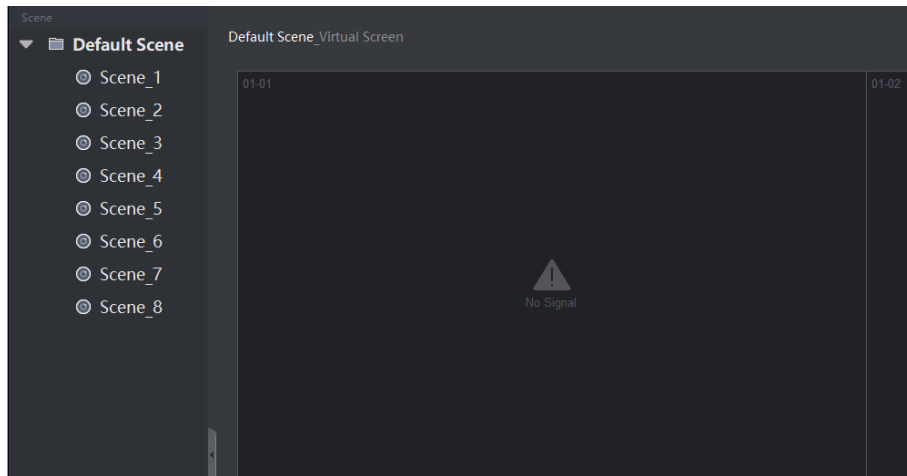 Scene
Default Scene
Scene_1
Scene_2
Scene_3
Scene_4
Scene_5
Scene_6
Scene_7
Scene_8
Default Scene_Virtual Screen
01-01
01-02
No Signal